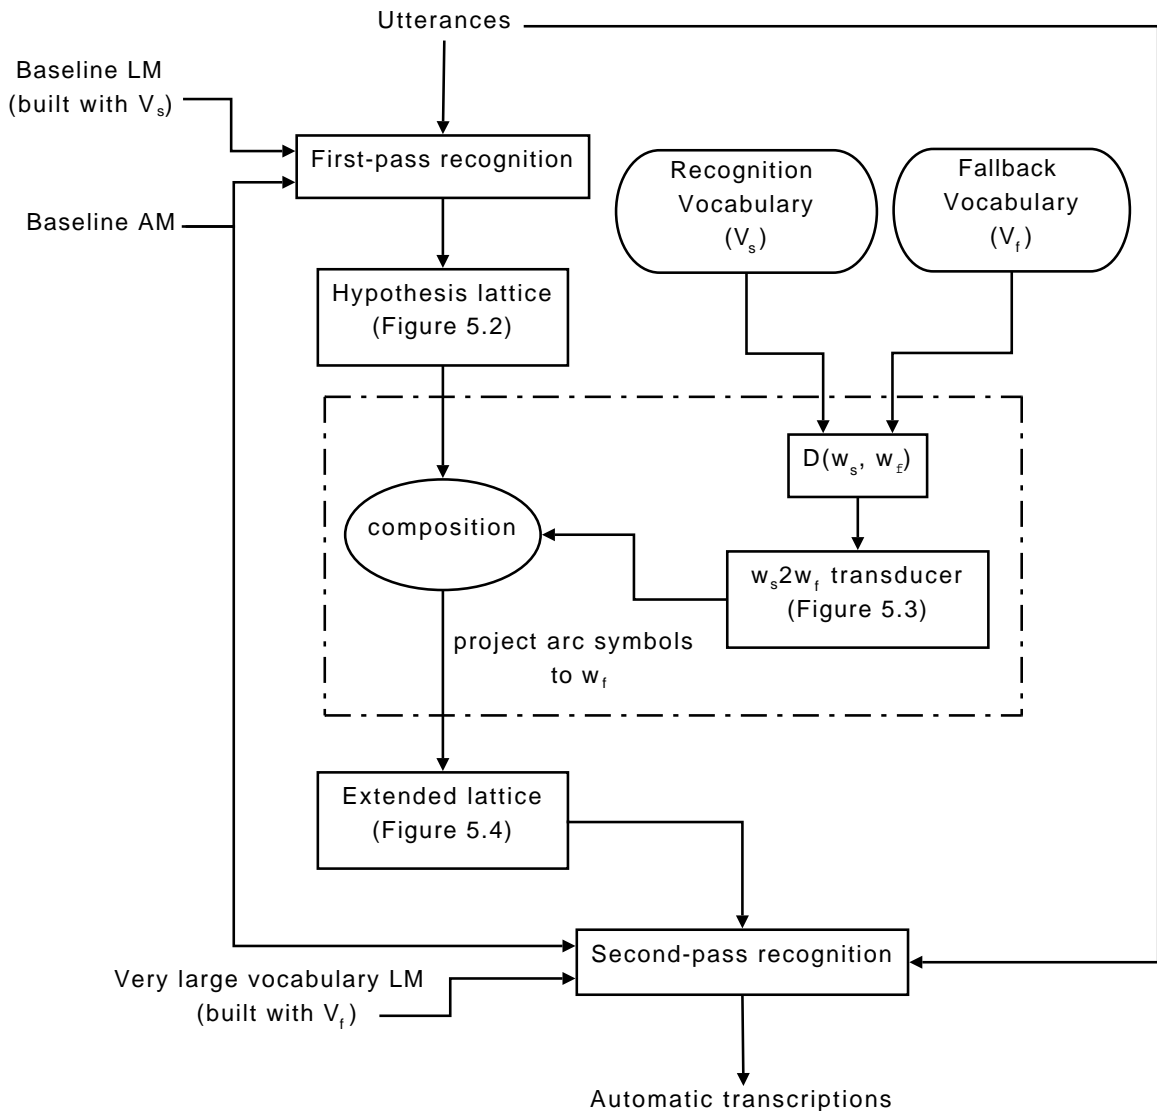 Utterances
Baseline LM
(built with Vs)
First-pass recognition
Baseline AM
Recognition
Vocabulary
(Vs)
Fallback
Vocabulary
(Vf)
Hypothesis lattice
(Figure 5.2)
D(ws, wf)
composition
ws2wf transducer
(Figure 5.3)
project arc symbols
to wf
Extended lattice
(Figure 5.4)
Second-pass recognition
Very large vocabulary LM
(built with Vf)
Automatic transcriptions